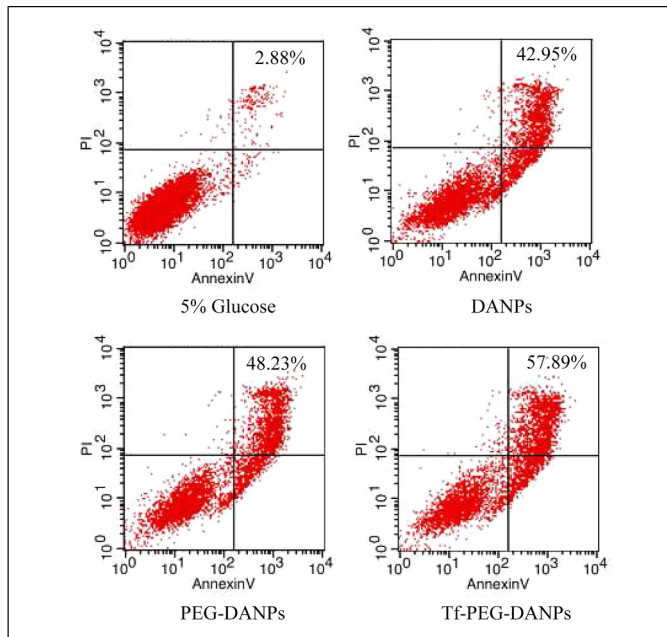 10⁴ 2.88%
10³
PI
10²
10¹
10⁰
10⁰ 10¹ 10² 10³ 10⁴
AnnexinV
5% Glucose
10⁴ 42.95%
10³
PI
10²
10¹
10⁰
10⁰ 10¹ 10² 10³ 10⁴
AnnexinV
DANPs
10⁴ 48.23%
10³
PI
10²
10¹
10⁰
10⁰ 10¹ 10² 10³ 10⁴
AnnexinV
PEG-DANPs
10⁴ 57.89%
10³
PI
10²
10¹
10⁰
10⁰ 10¹ 10² 10³ 10⁴
AnnexinV
Tf-PEG-DANPs